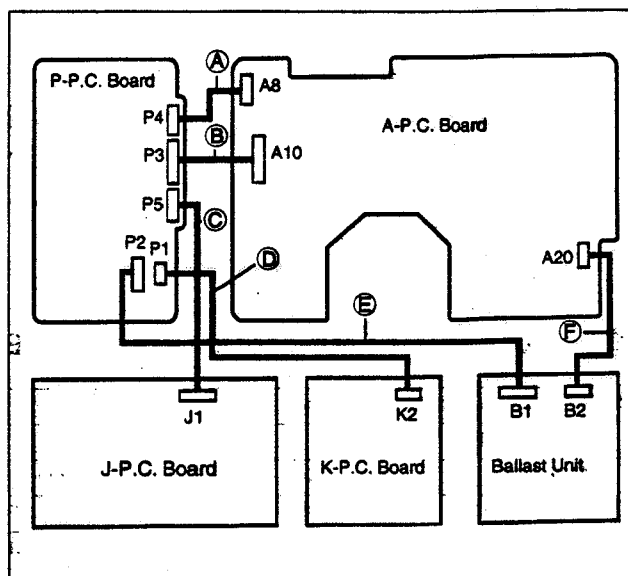 P-P.C. Board
A
A8
P4
A-P.C. Board
B
P3
A10
P5
C
P2
P1
D
A20
E
F
J1
K2
B1
B2
J-P.C. Board
K-P.C. Board
Ballast Unit